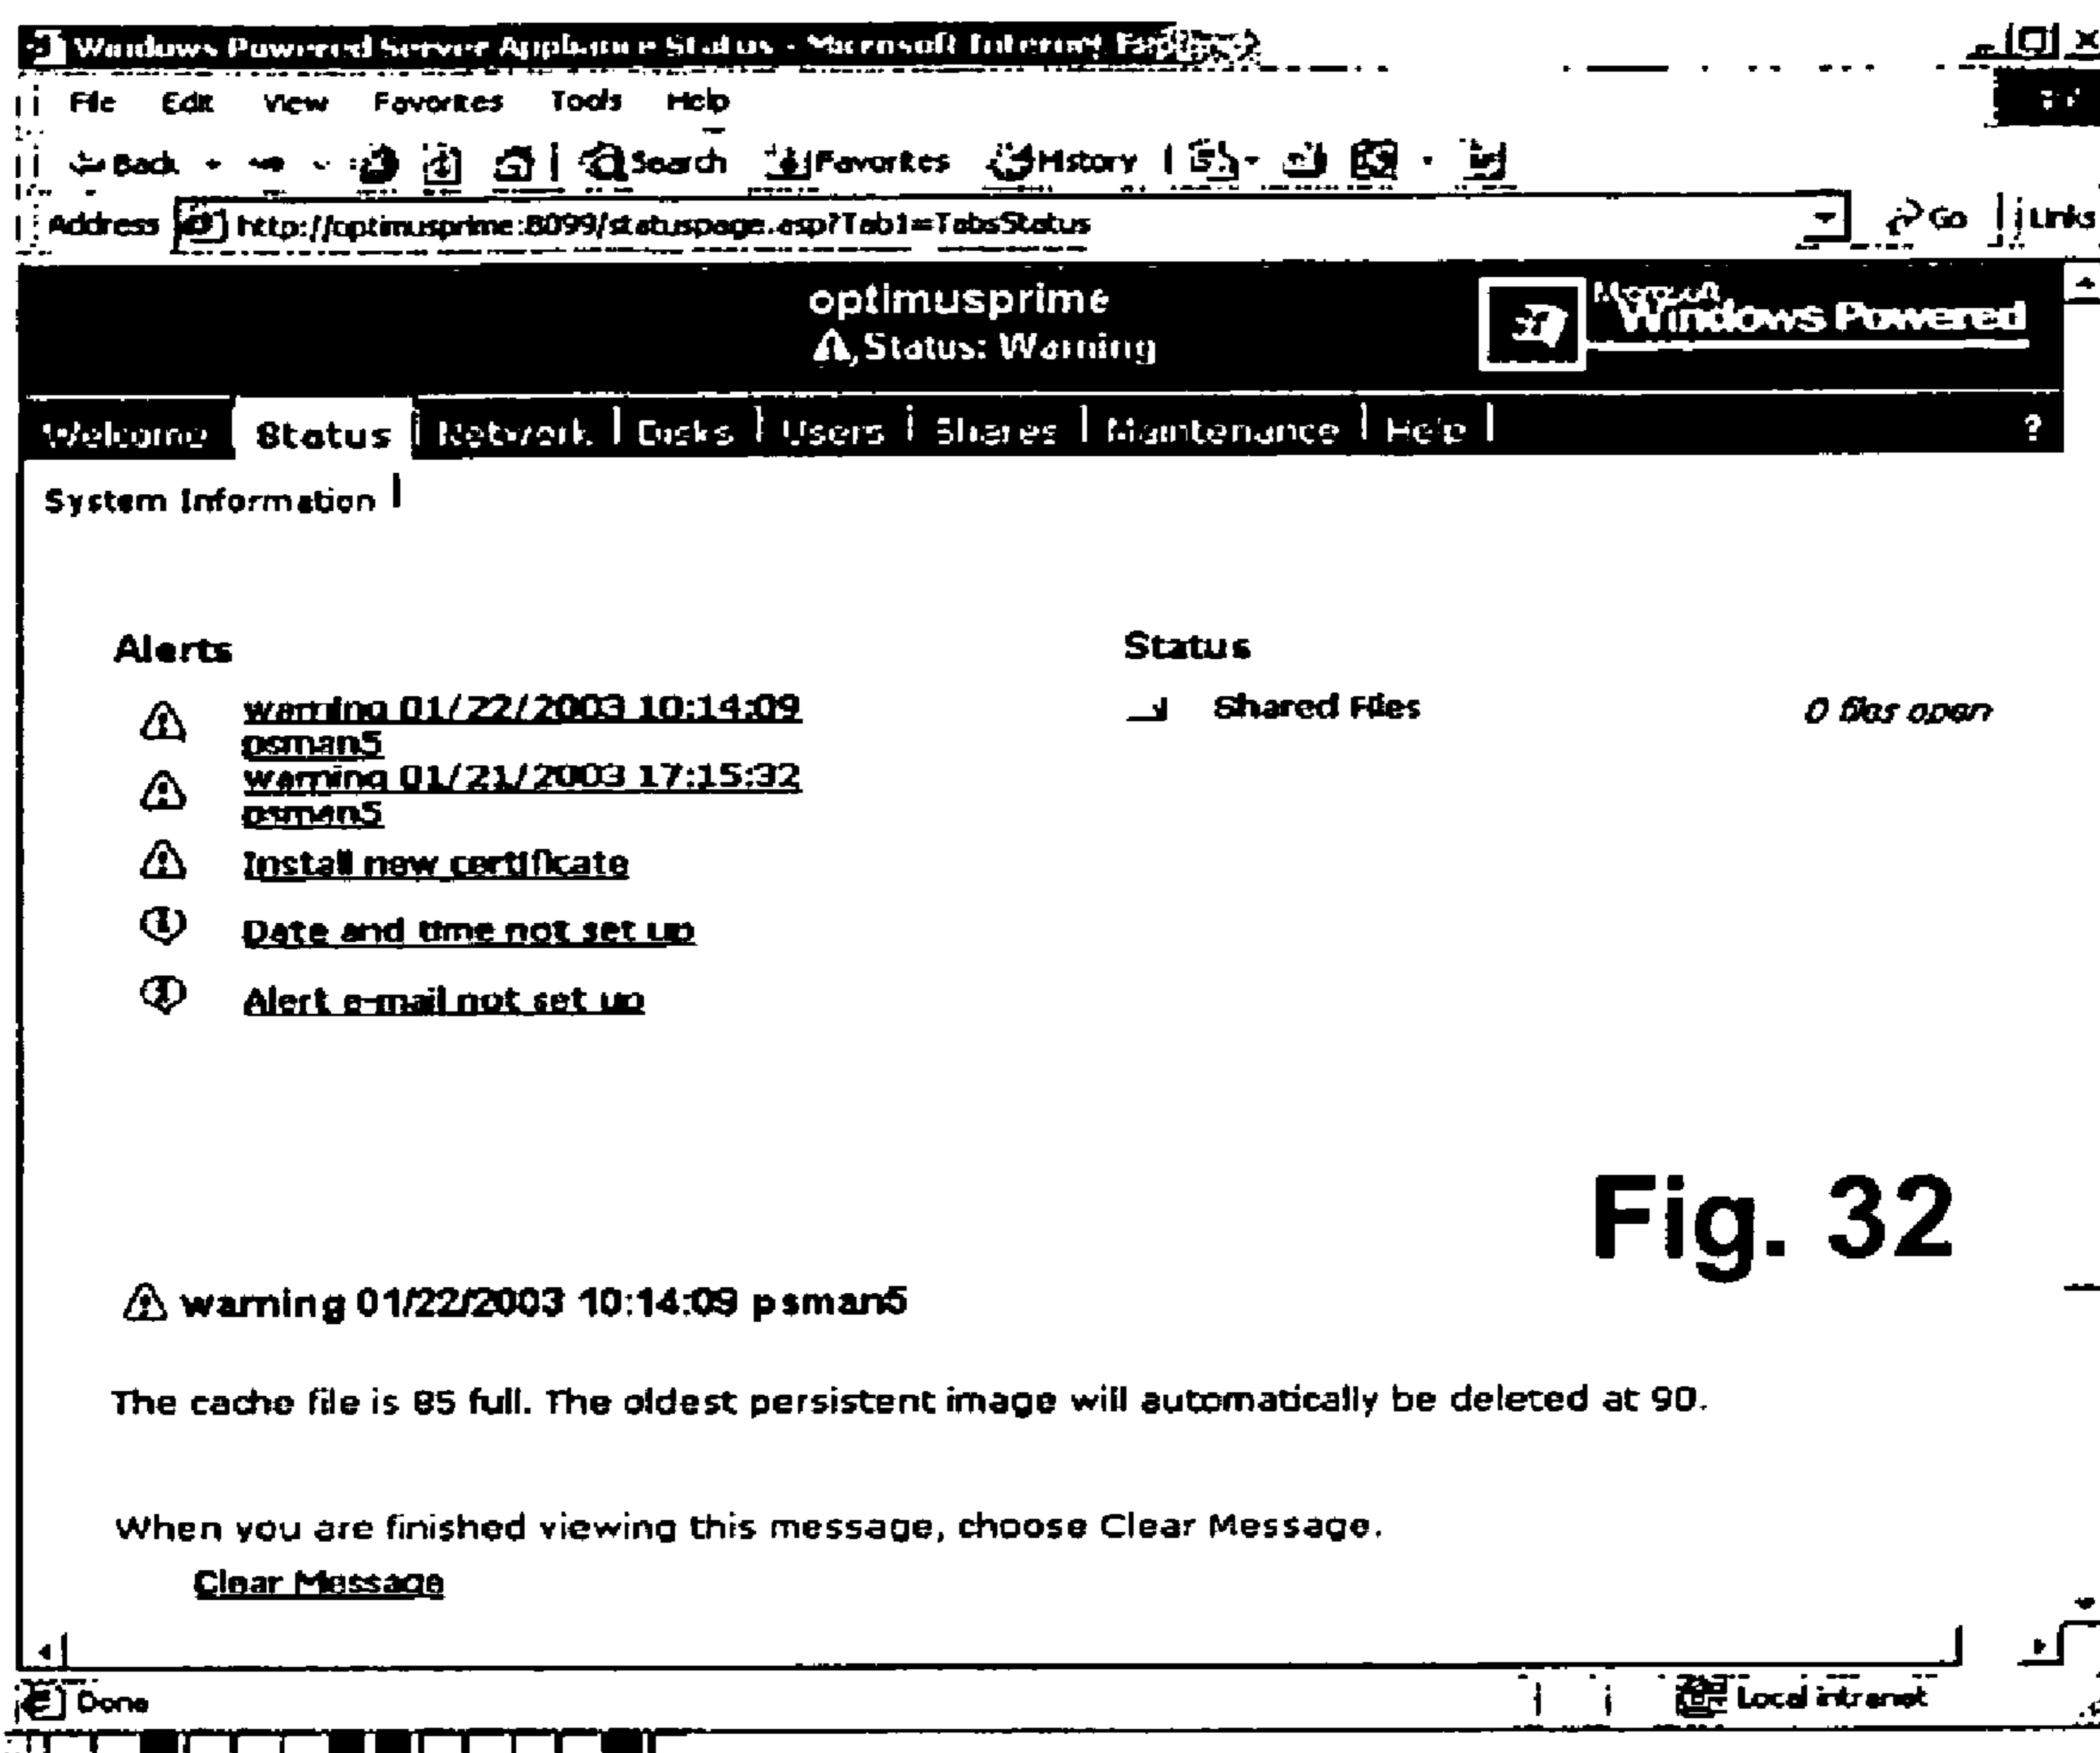 Windows Powered Server Appliance Status - Microsoft Internet Explorer
File Edit View Favorites Tools Help
Back Search Favorites History
Address http://optimusprime:8099/statuspage.asp?Tab1=TabsStatus Go Links
optimusprime
Status: Warning
Microsoft
Windows Powered
Welcome Status Network Disks Users Shares Maintenance Help ?
System Information
Alerts Status
warning 01/22/2003 10:14:09 Shared Files 0 files open
psman5
warning 01/21/2003 17:15:32
psman5
Install new certificate
Date and time not set up
Alert e-mail not set up
Fig. 32
warning 01/22/2003 10:14:09 psman5
The cache file is 85 full. The oldest persistent image will automatically be deleted at 90.
When you are finished viewing this message, choose Clear Message.
Clear Message
Done Local intranet